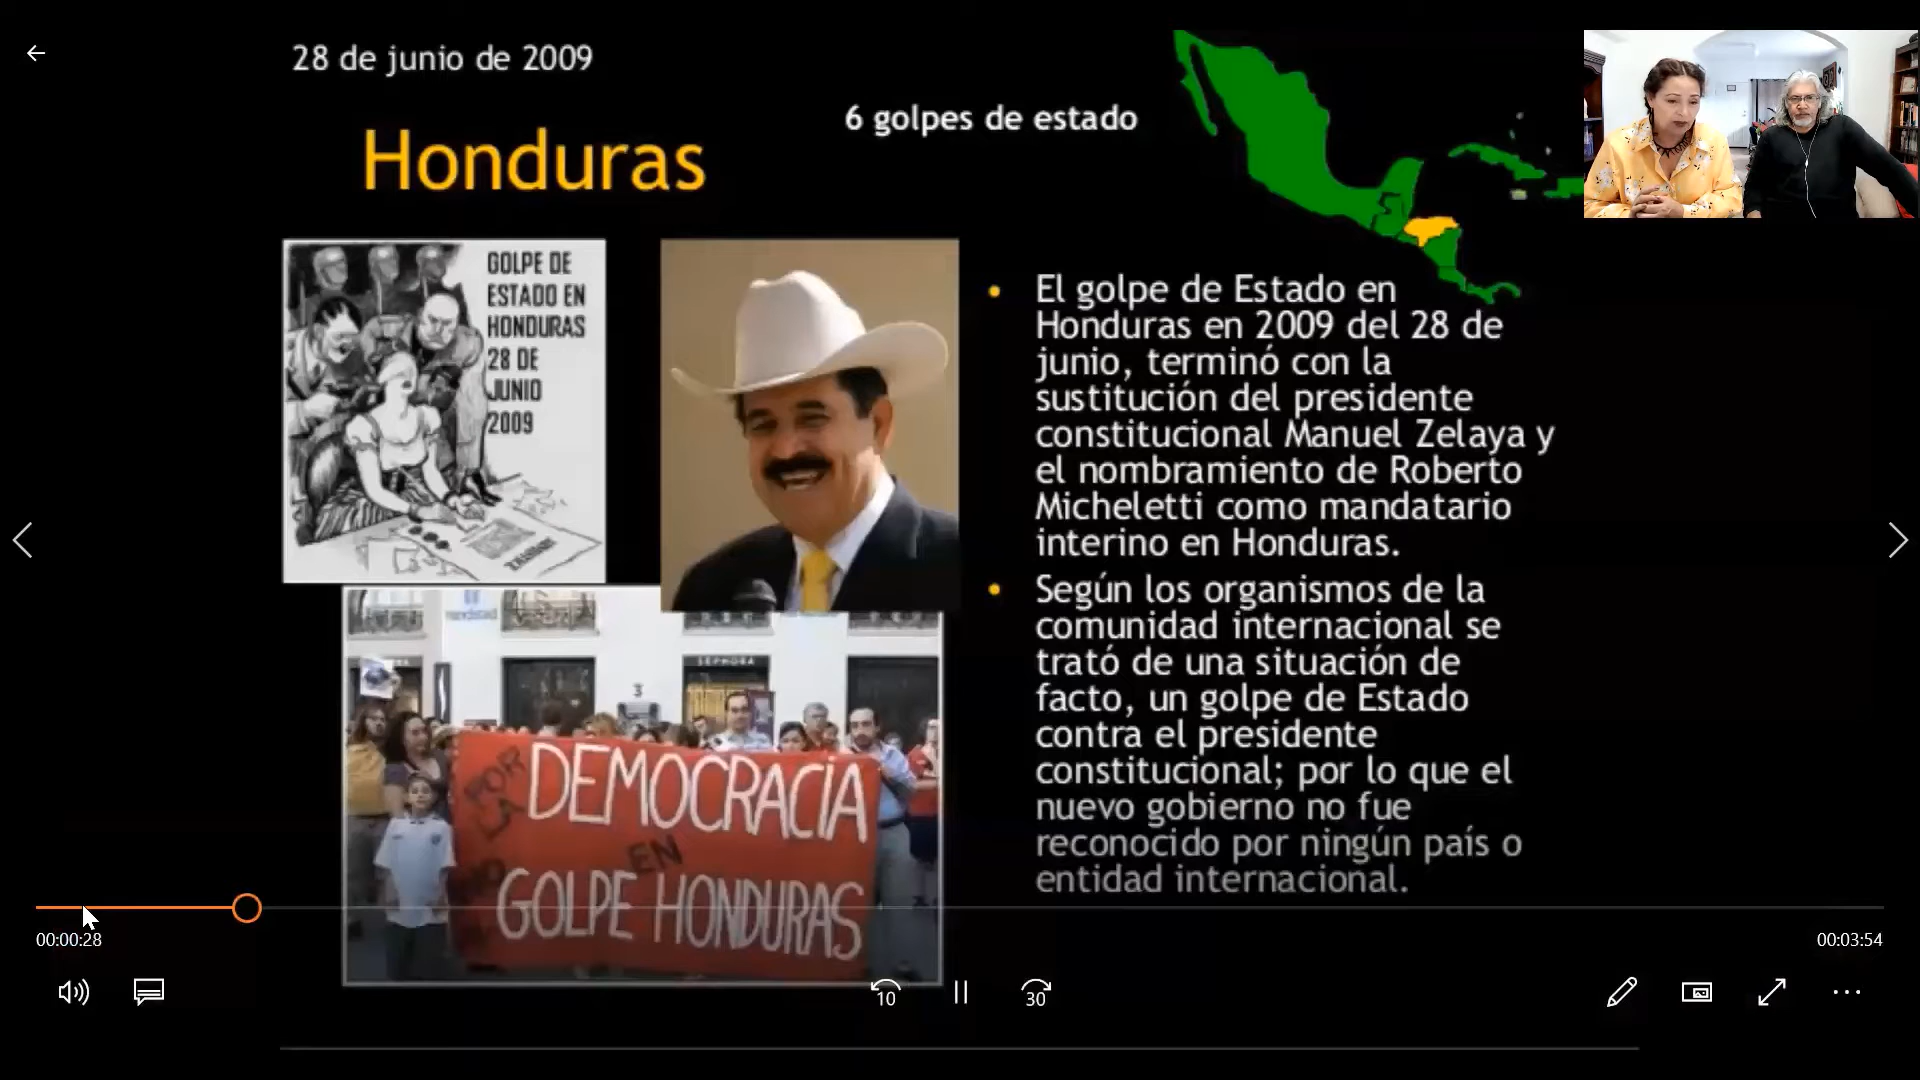 28 de junio de 2009
6 golpes de estado
Honduras
GOLPE DE
ESTADO EN
HONDURAS
28 DE
JUNIO
2009
El golpe de Estado en
Honduras en 2009 del 28 de
junio, terminó con la
sustitución del presidente
constitucional Manuel Zelaya y
el nombramiento de Roberto
Micheletti como mandatario
interino en Honduras.
Según los organismos de la
comunidad internacional se
trató de una situación de
facto, un golpe de Estado
contra el presidente
constitucional; por lo que el
nuevo gobierno no fue
reconocido por ningún país o
entidad internacional.
SEPHORA
3
POR
LA
DEMOCRACIA
NO
EN
GOLPE HONDURAS
00:00:28
00:03:54
10
30